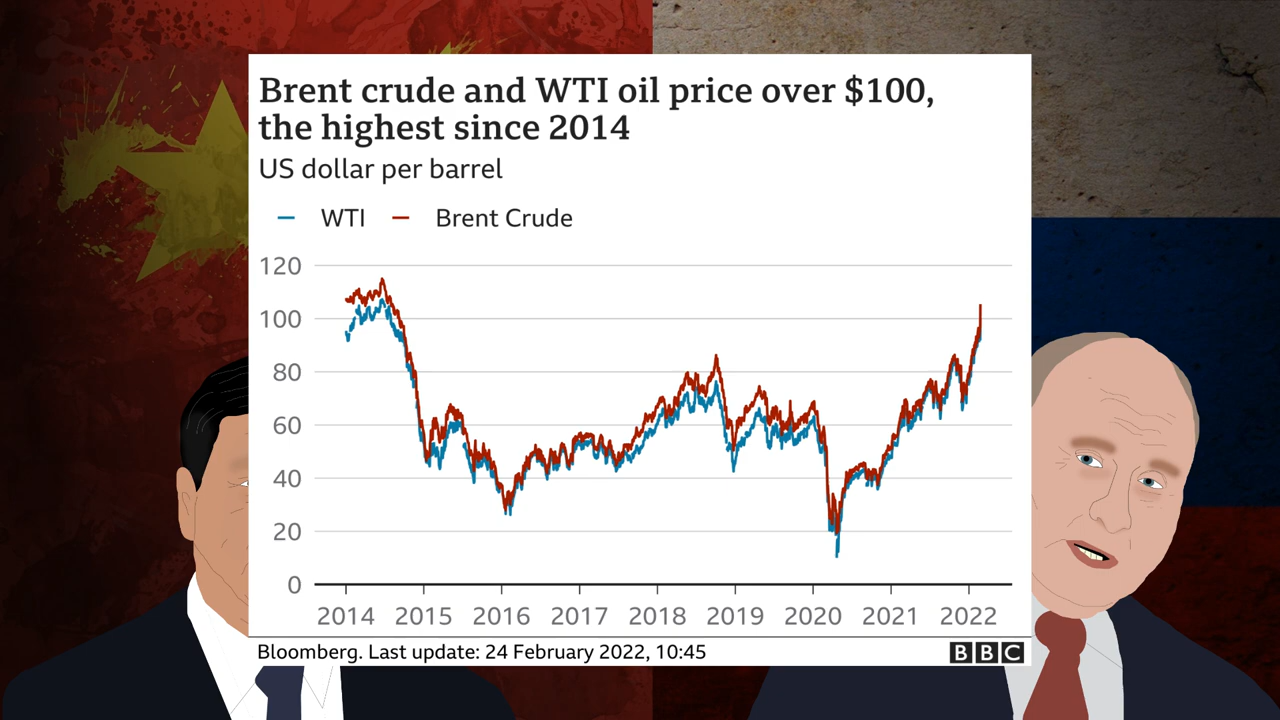 Brent crude and WTI oil price over $100,
the highest since 2014
US dollar per barrel
WTI Brent Crude
120
100
80
60
40
20
0
2014 2015 2016 2017 2018 2019 2020 2021 2022
Bloomberg. Last update: 24 February 2022, 10:45
BBC